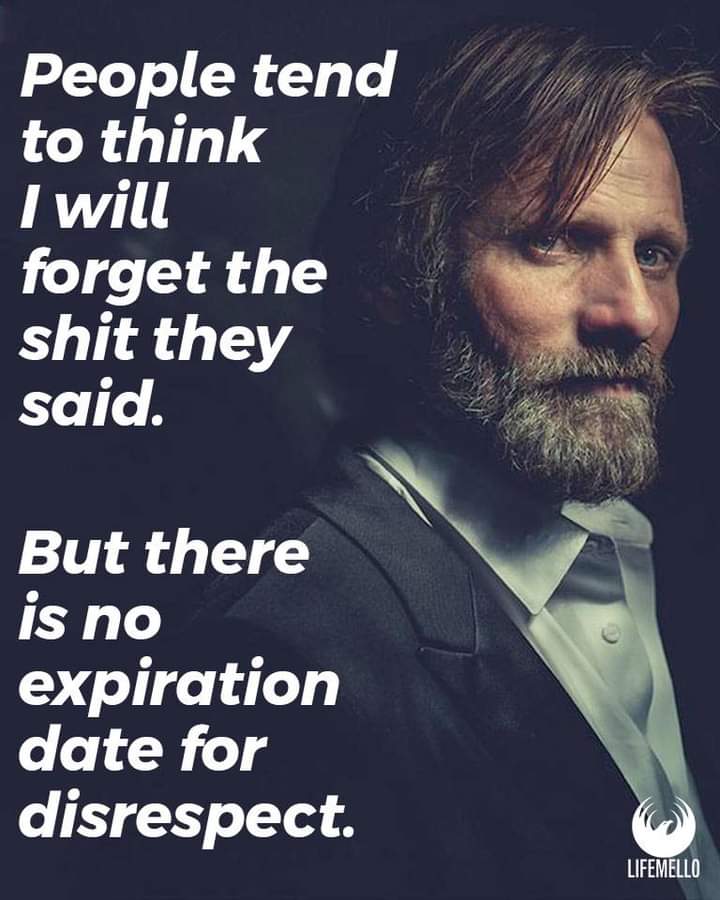 People tend
to think
I will
forget the
shit they
said.
But there
is no
expiration
date for
disrespect.
LIFEMELLO